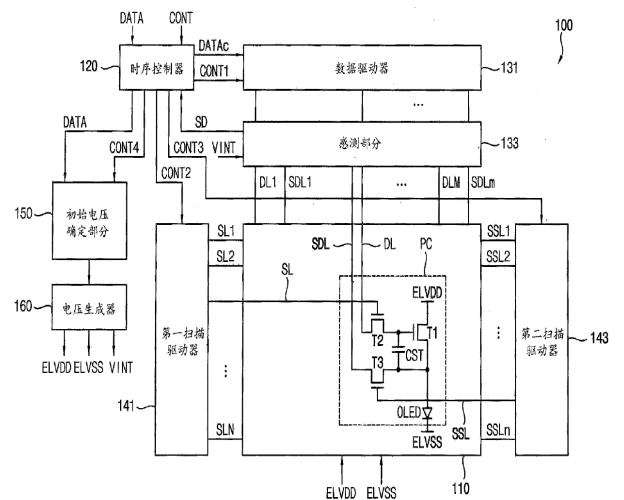 DATA
CONT
100
120
时序控制器
DATAc
CONT1
数据驱动器
131
SD
DATA
CONT4
CONT2
CONT3
VINT
感测部分
133
DL1
SDL1
...
DLM
SDLm
150
初始电压
确定部分
SL1
SL2
SDL
DL
PC
SSL1
SSL2
SL
ELVDD
160
电压生成器
T2
T1
CST
T3
第一扫描
驱动器
第二扫描
驱动器
143
ELVDD
ELVSS
VINT
141
OLED
SSL
SLN
ELVSS
SSLn
ELVDD
ELVSS
110